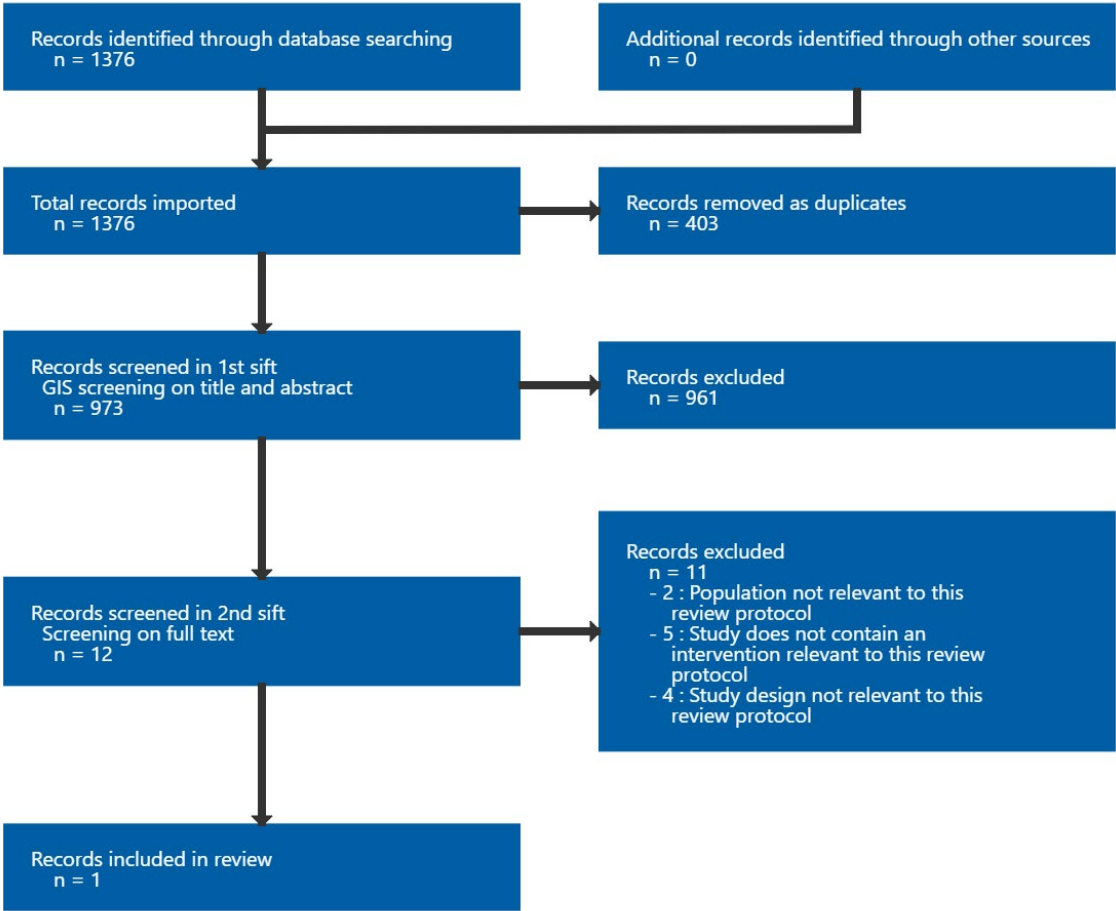 Records identified through database searching
n = 1376
Additional records identified through other sources
n = 0
Total records imported
n = 1376
Records removed as duplicates
n = 403
Records screened in 1st sift
GIS screening on title and abstract
n = 973
Records excluded
n = 961
Records screened in 2nd sift
Screening on full text
n = 12
Records excluded
n = 11
- 2 : Population not relevant to this
review protocol
- 5 : Study does not contain an
intervention relevant to this review
protocol
- 4 : Study design not relevant to this
review protocol
Records included in review
n = 1